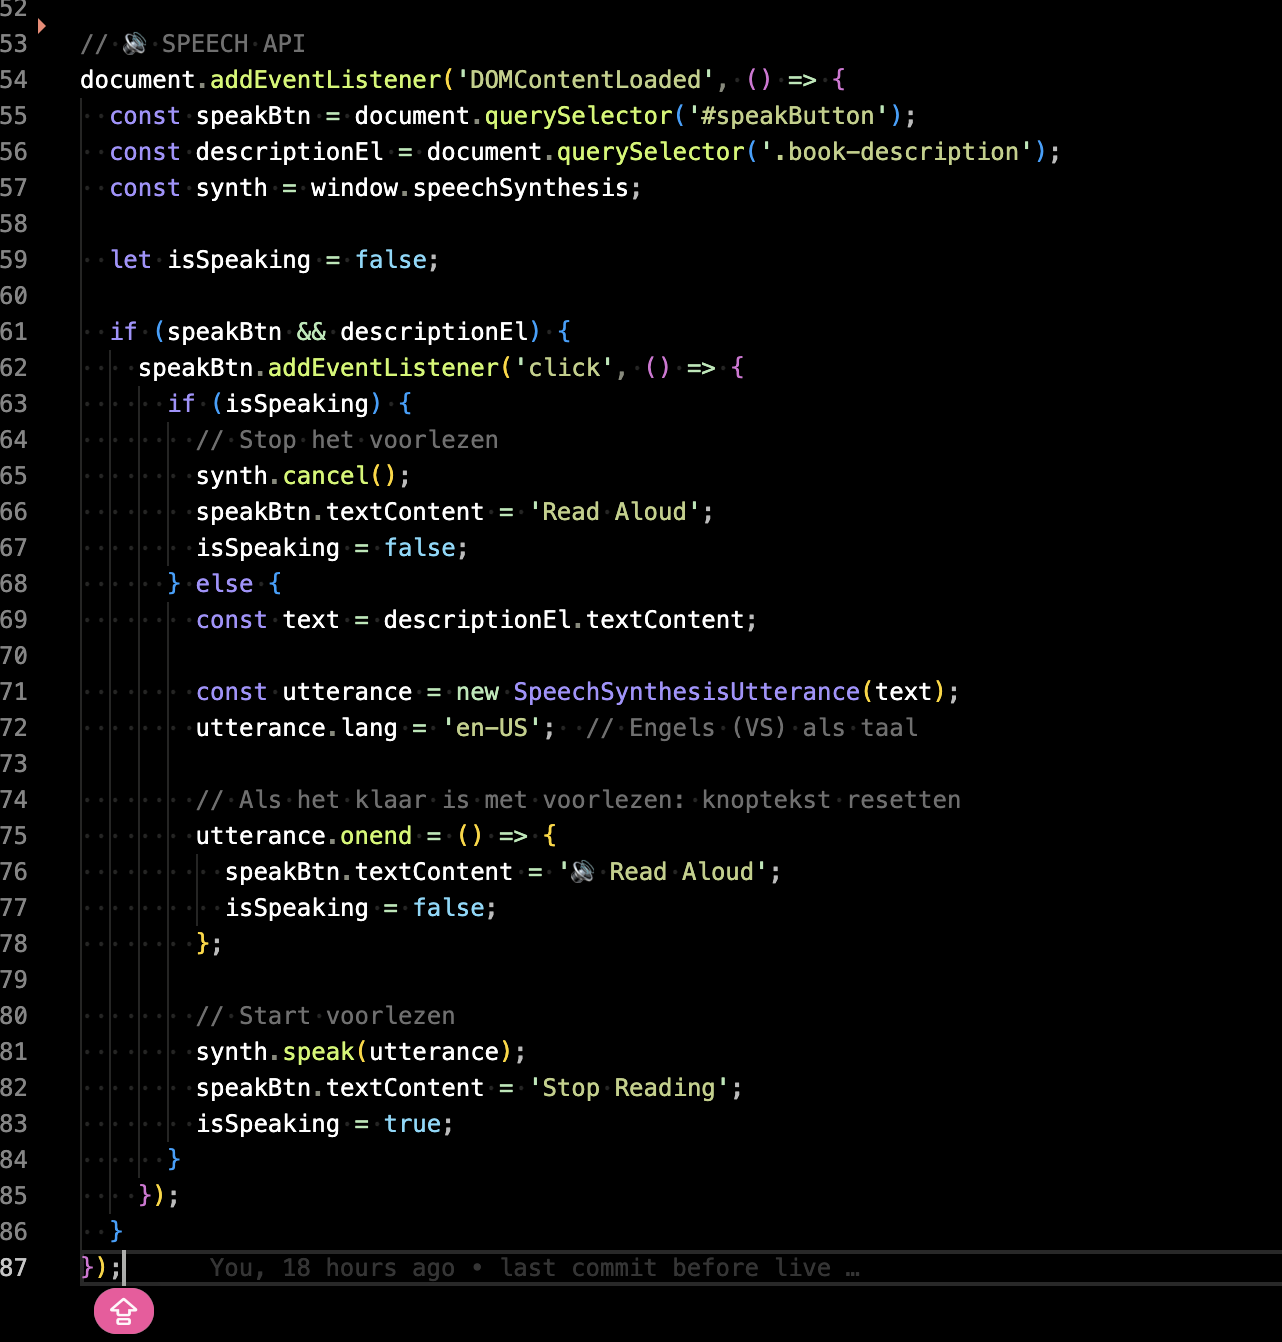 52
53 // 🔊 SPEECH API
54 document.addEventListener('DOMContentLoaded', () => {
55   const speakBtn = document.querySelector('#speakButton');
56   const descriptionEl = document.querySelector('.book-description');
57   const synth = window.speechSynthesis;
58
59   let isSpeaking = false;
60
61   if (speakBtn && descriptionEl) {
62     speakBtn.addEventListener('click', () => {
63       if (isSpeaking) {
64         // Stop het voorlezen
65         synth.cancel();
66         speakBtn.textContent = 'Read Aloud';
67         isSpeaking = false;
68       } else {
69         const text = descriptionEl.textContent;
70
71         const utterance = new SpeechSynthesisUtterance(text);
72         utterance.lang = 'en-US';  // Engels (VS) als taal
73
74         // Als het klaar is met voorlezen: knoptekst resetten
75         utterance.onend = () => {
76           speakBtn.textContent = '🔊 Read Aloud';
77           isSpeaking = false;
78         };
79
80         // Start voorlezen
81         synth.speak(utterance);
82         speakBtn.textContent = 'Stop Reading';
83         isSpeaking = true;
84       }
85     });
86   }
87 });      You, 18 hours ago • last commit before live …